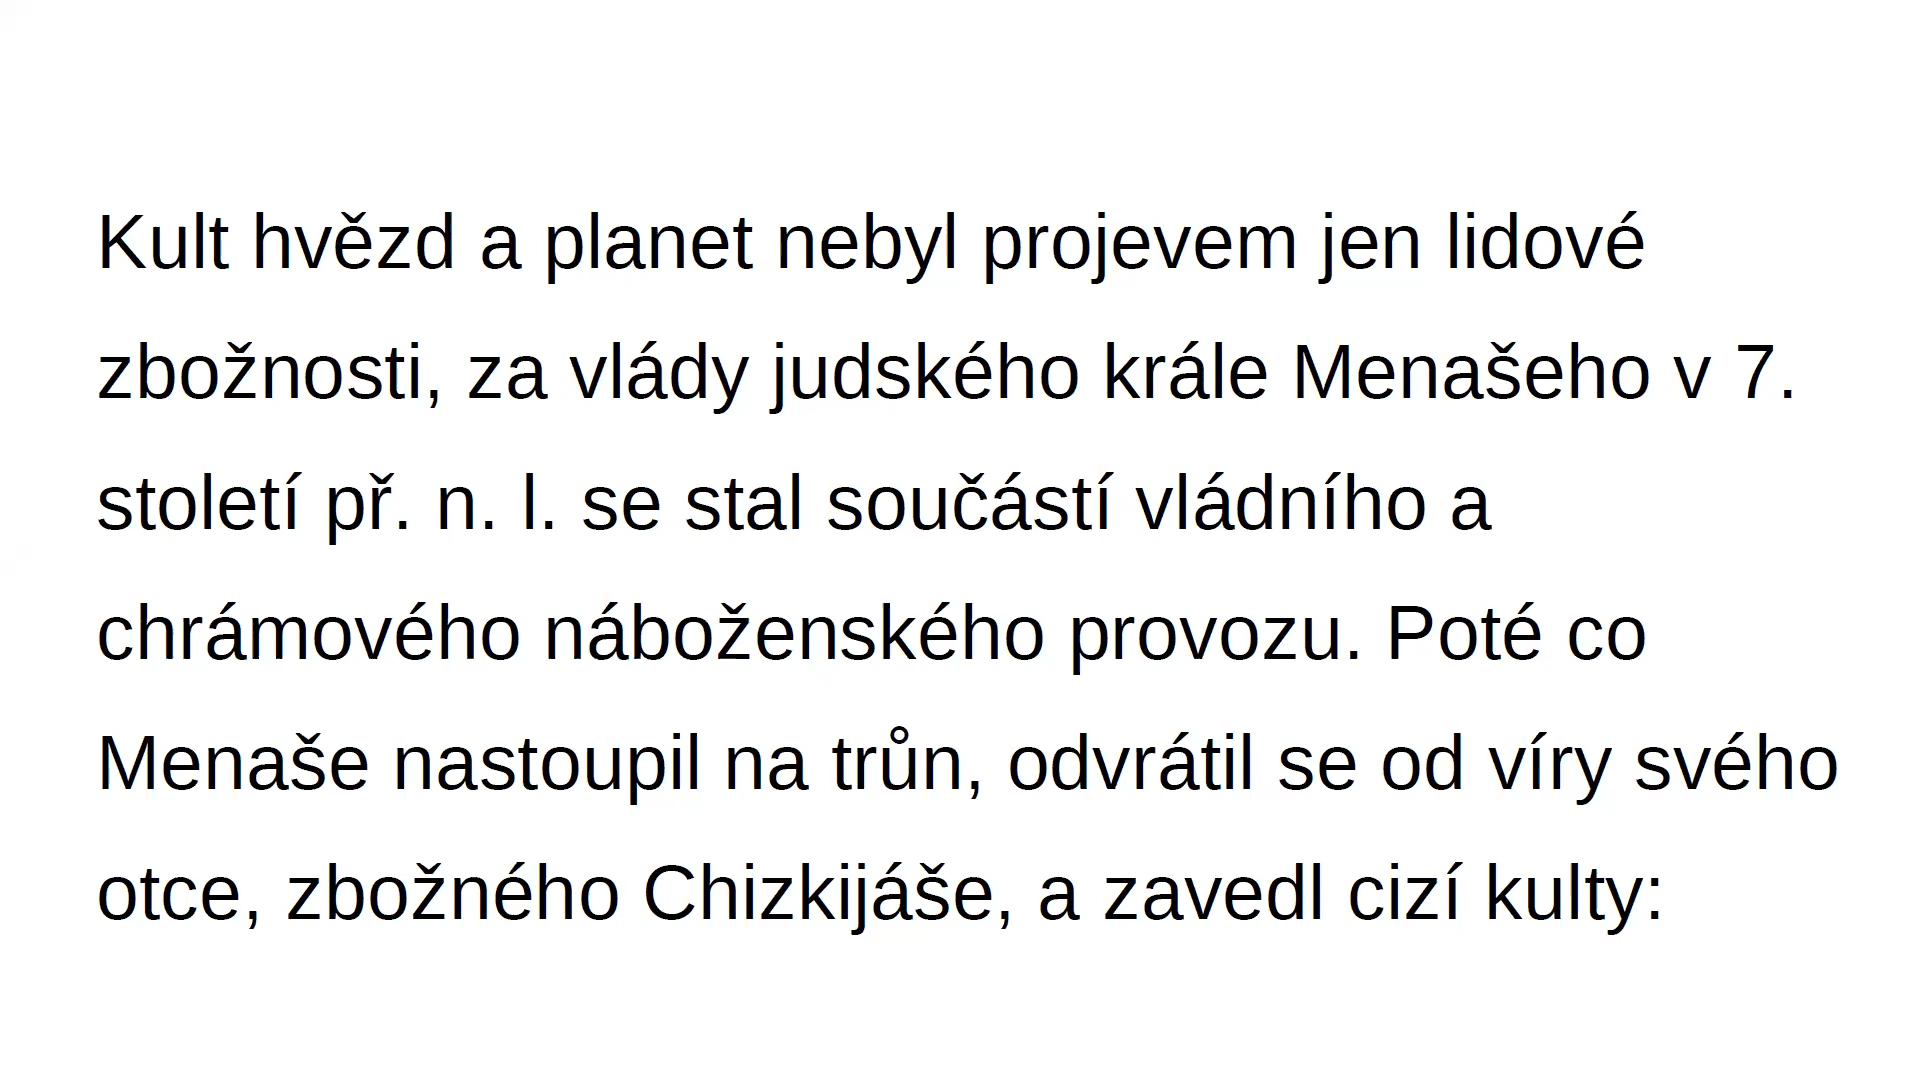 Kult hvězd a planet nebyl projevem jen lidové
zbožnosti, za vlády judského krále Menašeho v 7.
století př. n. l. se stal součástí vládního a
chrámového náboženského provozu. Poté co
Menaše nastoupil na trůn, odvrátil se od víry svého
otce, zbožného Chizkijáše, a zavedl cizí kulty: